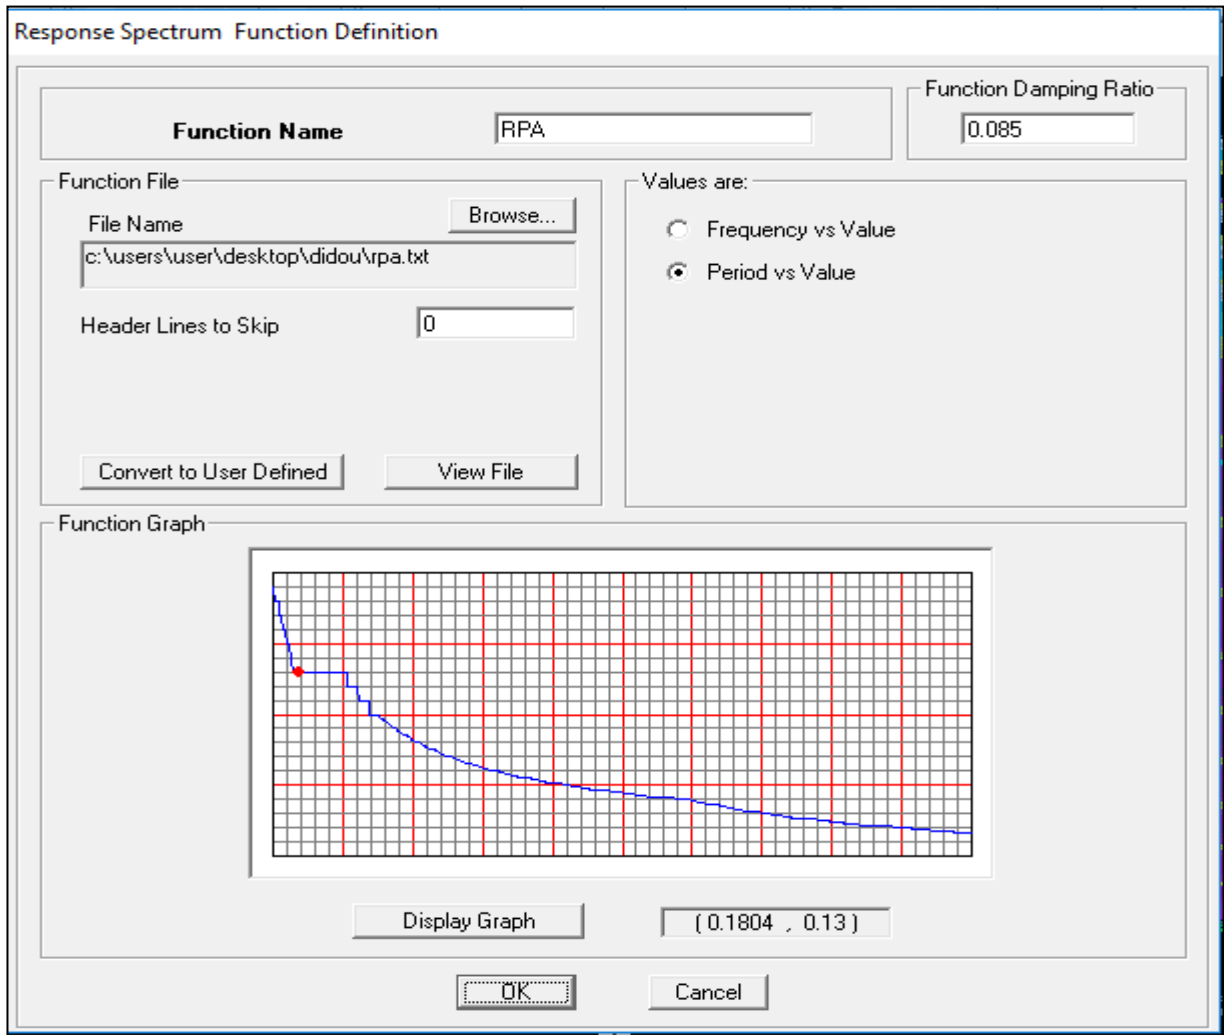 Response Spectrum Function Definition
Function Damping Ratio
Function Name RPA 0.085
Function File Values are:
File Name Browse...
c:\users\user\desktop\didou\rpa.txt
Frequency vs Value
Period vs Value
Header Lines to Skip 0
Convert to User Defined View File
Function Graph
Display Graph ( 0.1804 , 0.13 )
OK Cancel